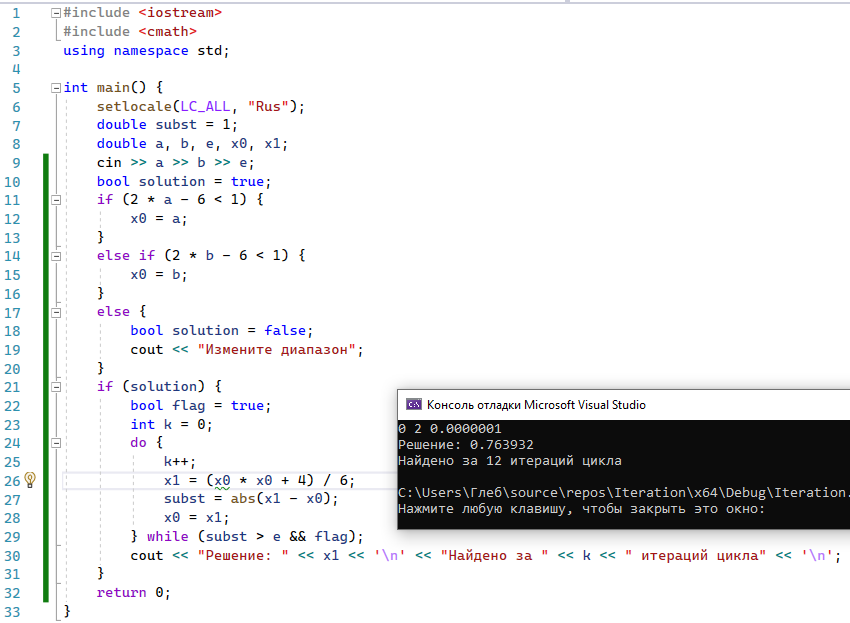 1 #include <iostream>
2 #include <cmath>
3 using namespace std;
4
5 int main() {
6 setlocale(LC_ALL, "Rus");
7 double subst = 1;
8 double a, b, e, x0, x1;
9 cin >> a >> b >> e;
10 bool solution = true;
11 if (2 * a - 6 < 1) {
12 x0 = a;
13 }
14 else if (2 * b - 6 < 1) {
15 x0 = b;
16 }
17 else {
18 bool solution = false;
19 cout << "Измените диапазон";
20 }
21 if (solution) {
22 bool flag = true;
23 int k = 0;
24 do {
25 k++;
26 x1 = (x0 * x0 + 4) / 6;
27 subst = abs(x1 - x0);
28 x0 = x1;
29 } while (subst > e && flag);
30 cout << "Решение: " << x1 << '\n' << "Найдено за " << k << " итераций цикла" << '\n';
31 }
32 return 0;
33 }
Консоль отладки Microsoft Visual Studio
0 2 0.0000001
Решение: 0.763932
Найдено за 12 итераций цикла
C:\Users\Глеб\source\repos\Iteration\x64\Debug\Iteration.
Нажмите любую клавишу, чтобы закрыть это окно: